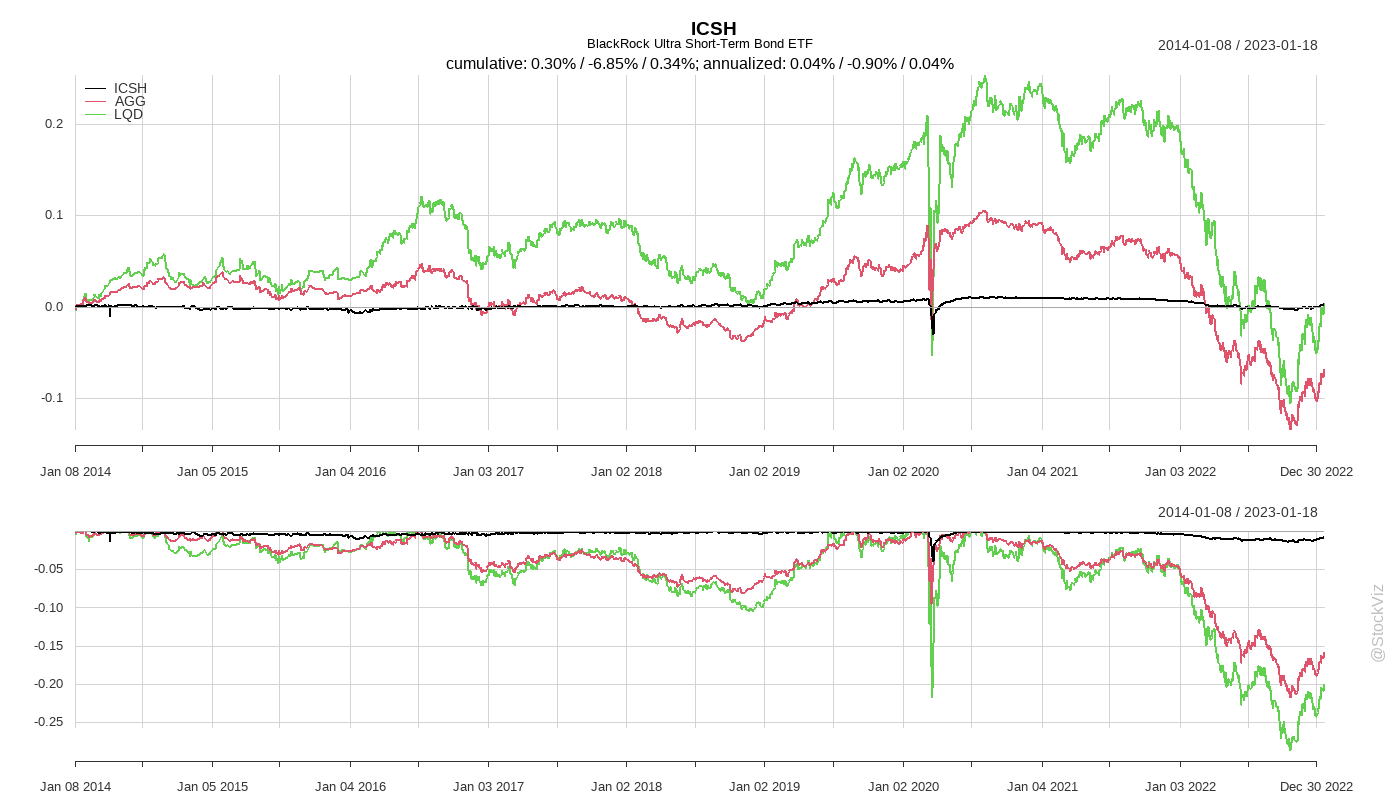 ICSH
BlackRock Ultra Short-Term Bond ETF
cumulative: 0.30% / -6.85% / 0.34%; annualized: 0.04% / -0.90% / 0.04%
2014-01-08 / 2023-01-18
ICSH
AGG
LQD
0.2
0.1
0.0
-0.1
Jan 08 2014 Jan 05 2015 Jan 04 2016 Jan 03 2017 Jan 02 2018 Jan 02 2019 Jan 02 2020 Jan 04 2021 Jan 03 2022 Dec 30 2022
2014-01-08 / 2023-01-18
-0.05
-0.10
-0.15
-0.20
-0.25
Jan 08 2014 Jan 05 2015 Jan 04 2016 Jan 03 2017 Jan 02 2018 Jan 02 2019 Jan 02 2020 Jan 04 2021 Jan 03 2022 Dec 30 2022
@StockViz